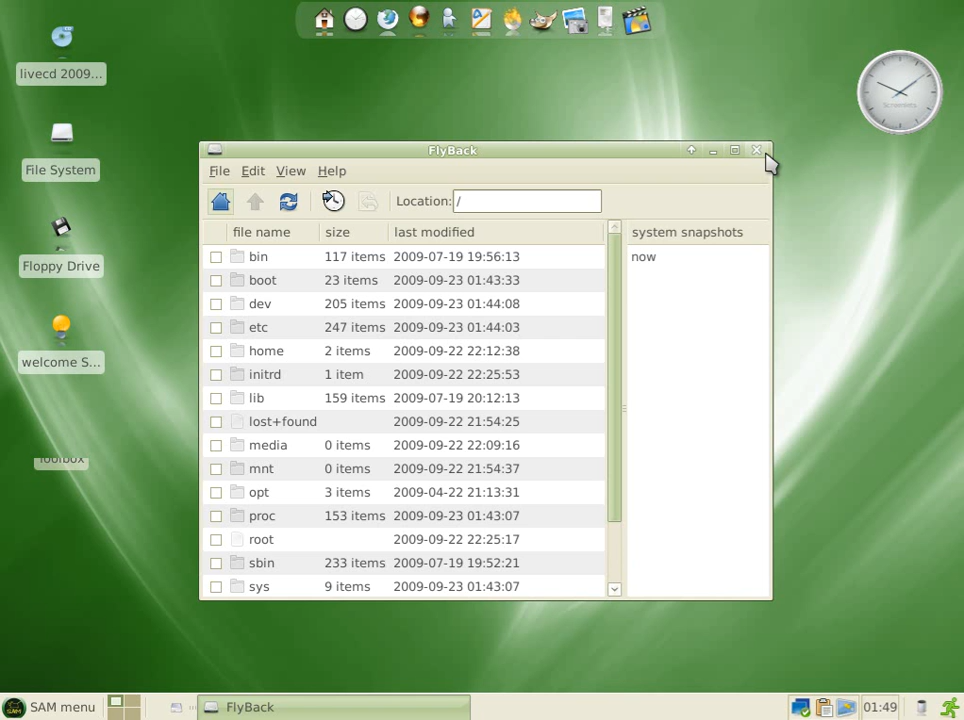 livecd 2009...
File System
Floppy Drive
welcome S...
Toolbox
Screenlets
FlyBack
File Edit View Help
Location: /
file name size last modified system snapshots
bin 117 items 2009-07-19 19:56:13 now
boot 23 items 2009-09-23 01:43:33
dev 205 items 2009-09-23 01:44:08
etc 247 items 2009-09-23 01:44:03
home 2 items 2009-09-22 22:12:38
initrd 1 item 2009-09-22 22:25:53
lib 159 items 2009-07-19 20:12:13
lost+found 2009-09-22 21:54:25
media 0 items 2009-09-22 22:09:16
mnt 0 items 2009-09-22 21:54:37
opt 3 items 2009-04-22 21:13:31
proc 153 items 2009-09-23 01:43:07
root 2009-09-22 22:25:17
sbin 233 items 2009-07-19 19:52:21
sys 9 items 2009-09-23 01:43:07
SAM menu FlyBack 01:49